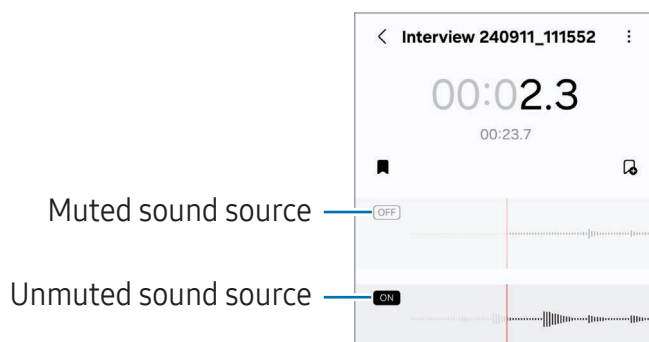 Interview 240911_111552
00:02.3
00:23.7
Muted sound source
OFF
Unmuted sound source
ON